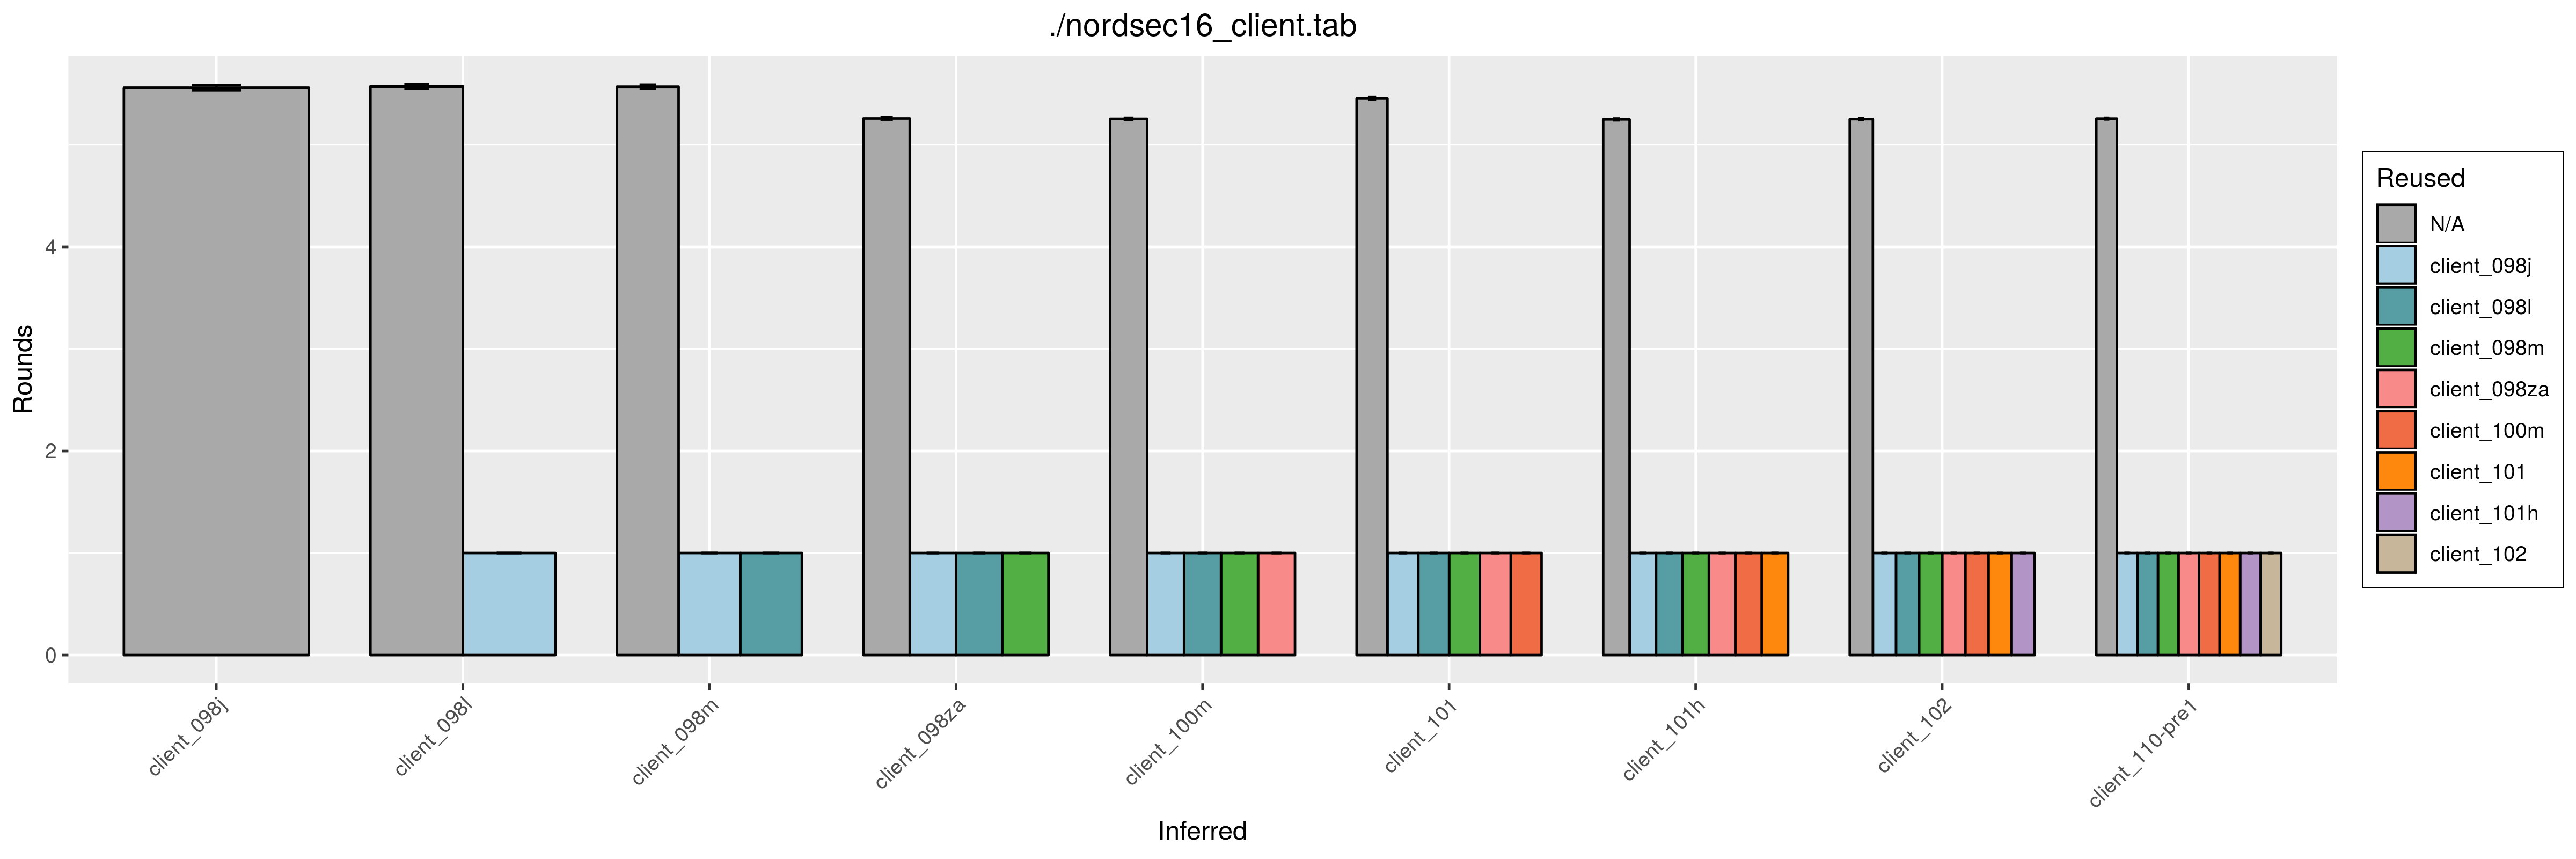 ./nordsec16_client.tab
Rounds
4
2
0
client_098j
client_098l
client_098m
client_098za
client_100m
client_101
client_101h
client_102
client_110-pre1
Inferred
Reused
N/A
client_098j
client_098l
client_098m
client_098za
client_100m
client_101
client_101h
client_102